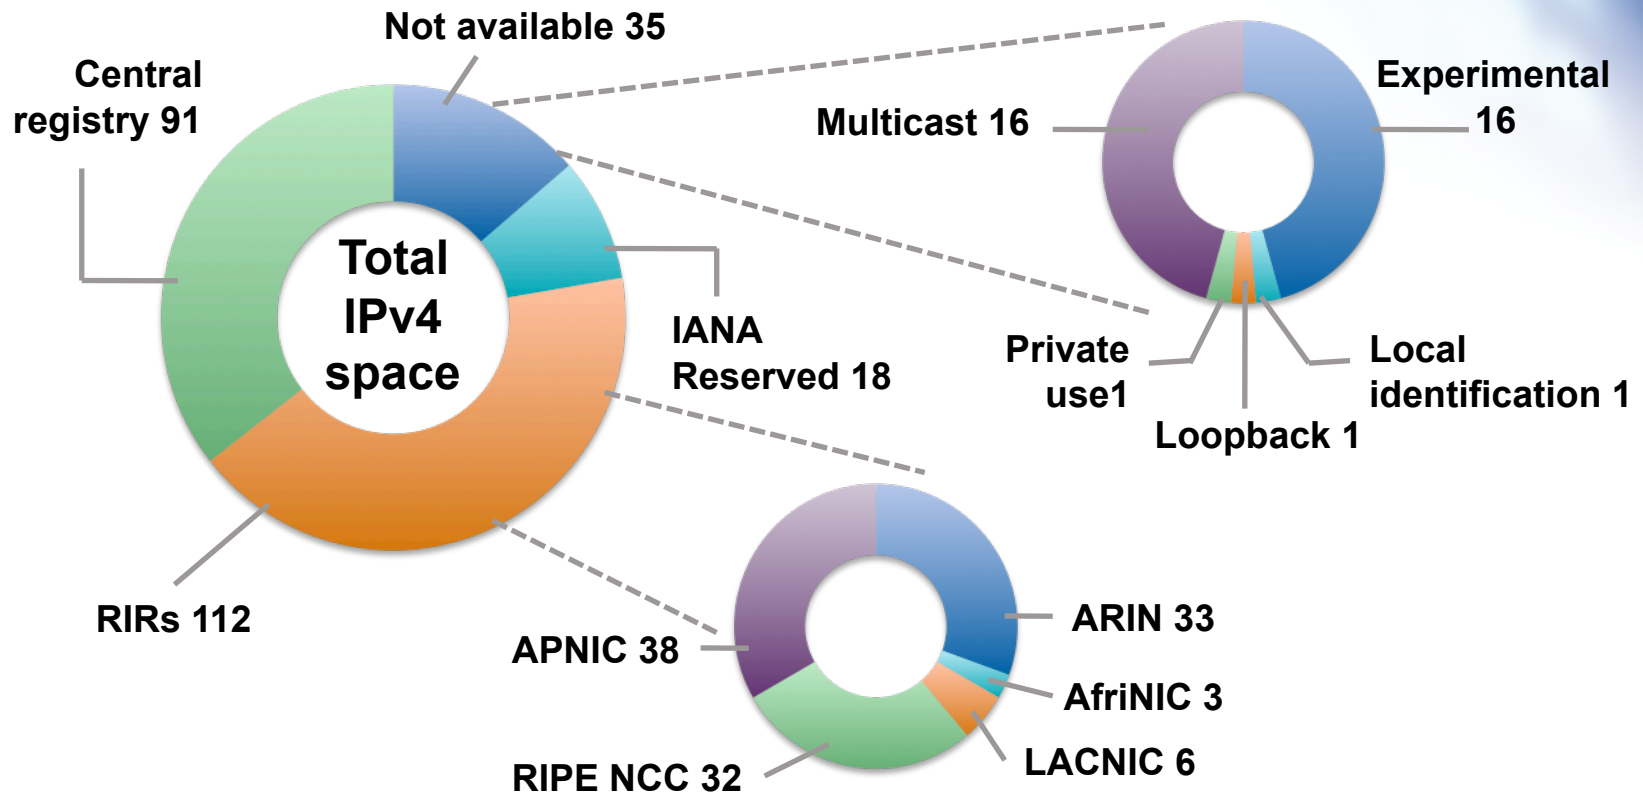 Not available 35
Central
registry 91
Total
IPv4
space
IANA
Reserved 18
RIRs 112
Multicast 16
Experimental
16
Private
use1
Loopback 1
Local
identification 1
APNIC 38
ARIN 33
AfriNIC 3
LACNIC 6
RIPE NCC 32